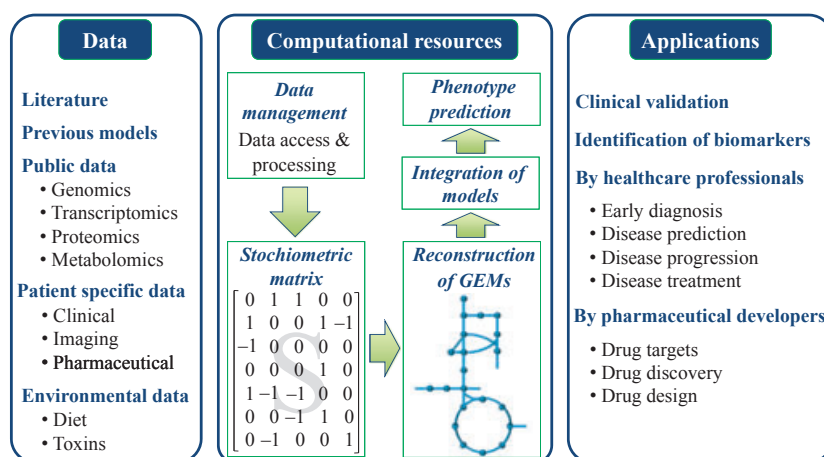 Data
Literature
Previous models
Public data
• Genomics
• Transcriptomics
• Proteomics
• Metabolomics
Patient specific data
• Clinical
• Imaging
• Pharmaceutical
Environmental data
• Diet
• Toxins
Computational resources
Data
management
Data access &
processing
Stochiometric
matrix
S
0 1 1 0 0
1 0 0 1 –1
–1 0 0 0 0
0 0 0 1 0
1 –1 –1 0 0
0 0 –1 1 0
0 –1 0 0 1
Reconstruction
of GEMs
Integration of
models
Phenotype
prediction
Applications
Clinical validation
Identification of biomarkers
By healthcare professionals
• Early diagnosis
• Disease prediction
• Disease progression
• Disease treatment
By pharmaceutical developers
• Drug targets
• Drug discovery
• Drug design